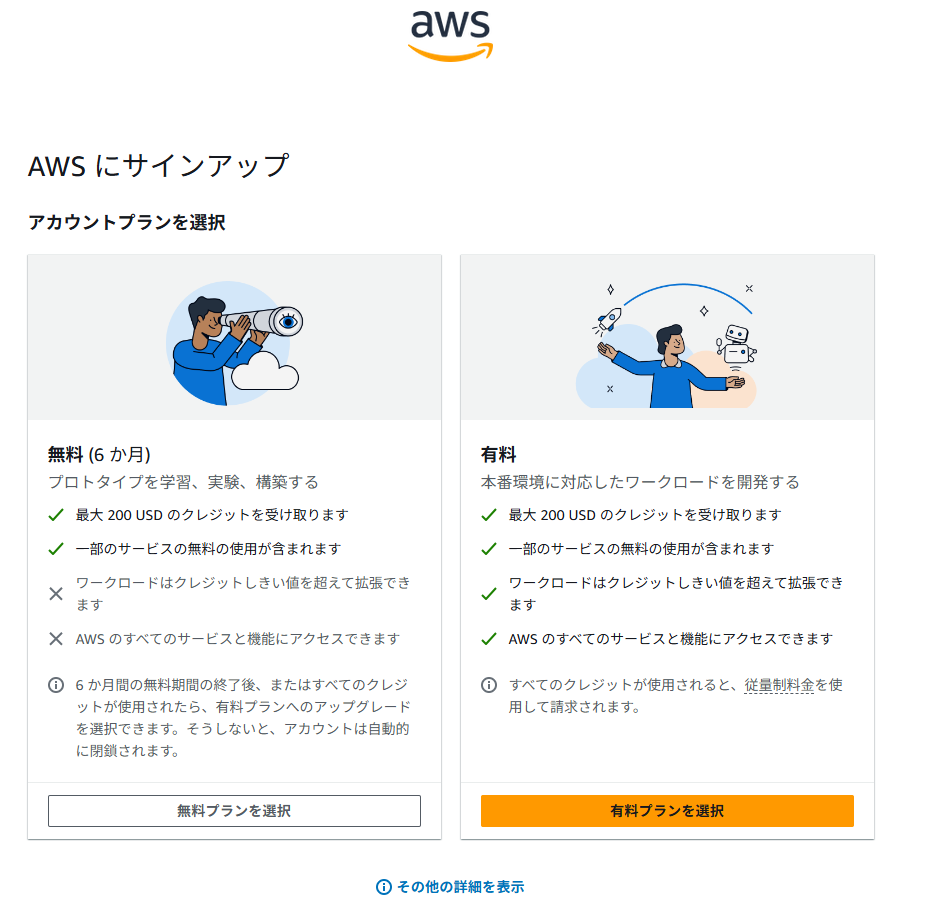 aws
AWS にサインアップ
アカウントプランを選択
無料 (6 か月)
プロトタイプを学習、実験、構築する
最大 200 USD のクレジットを受け取ります
一部のサービスの無料の使用が含まれます
ワークロードはクレジットしきい値を超えて拡張でき
ます
AWS のすべてのサービスと機能にアクセスできます
6 か月間の無料期間の終了後、またはすべてのクレジ
ットが使用されたら、有料プランへのアップグレード
を選択できます。そうしないと、アカウントは自動的
に閉鎖されます。
無料プランを選択
有料
本番環境に対応したワークロードを開発する
最大 200 USD のクレジットを受け取ります
一部のサービスの無料の使用が含まれます
ワークロードはクレジットしきい値を超えて拡張でき
ます
AWS のすべてのサービスと機能にアクセスできます
すべてのクレジットが使用されると、従量制料金を使
用して請求されます。
有料プランを選択
その他の詳細を表示